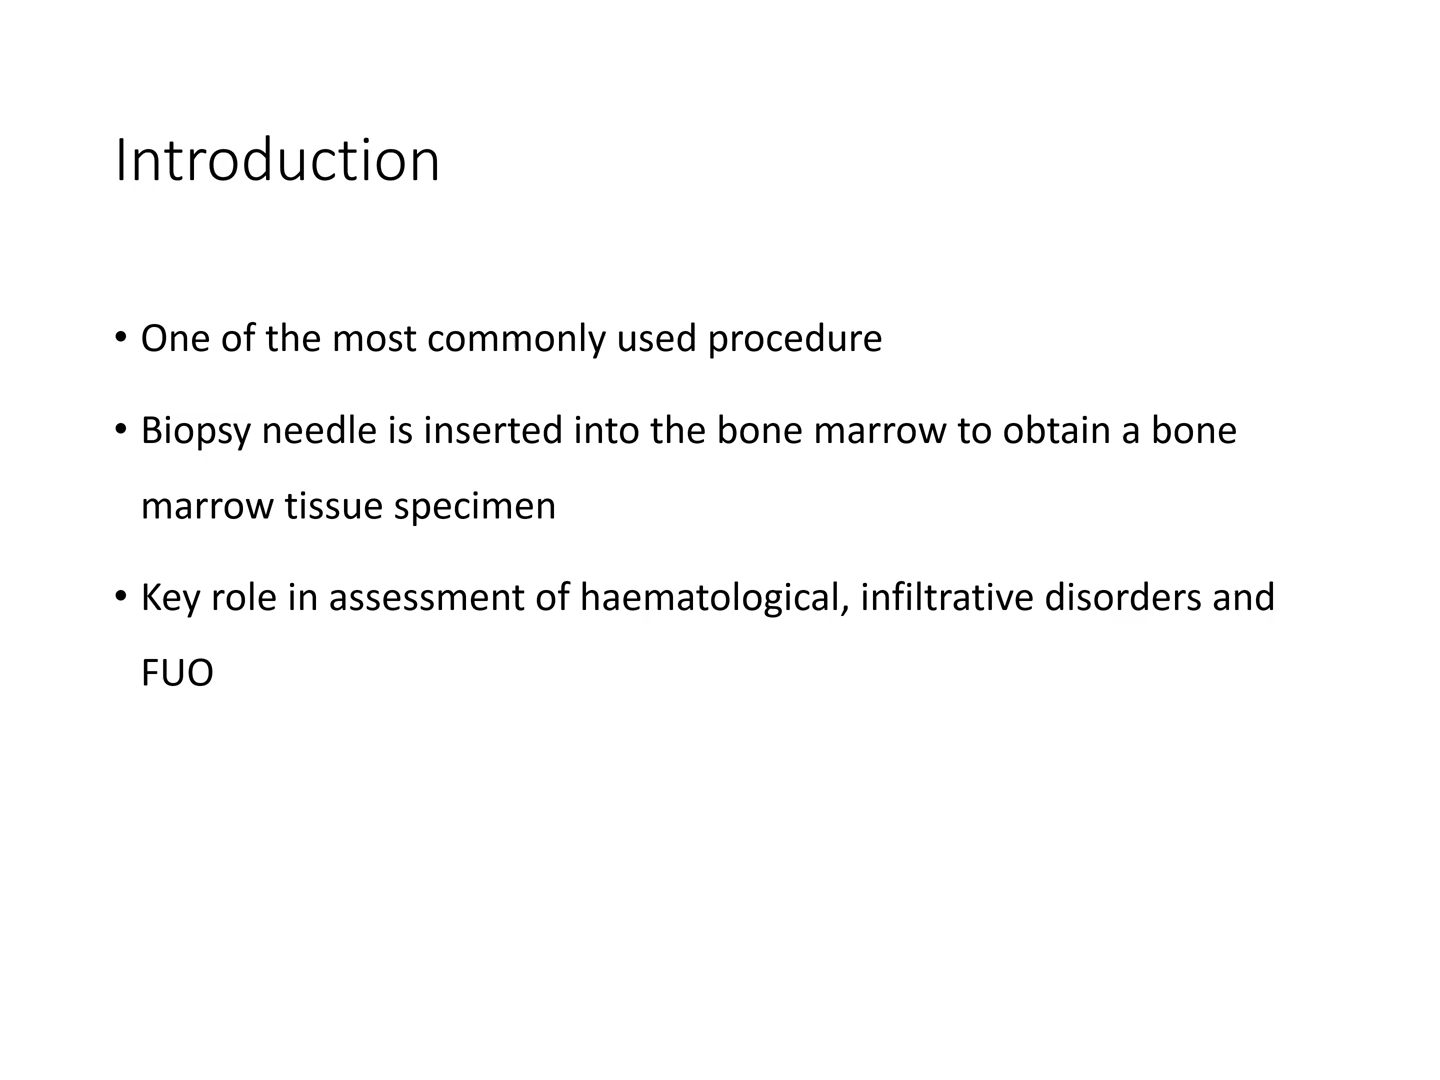 Introduction
• One of the most commonly used procedure
• Biopsy needle is inserted into the bone marrow to obtain a bone
marrow tissue specimen
• Key role in assessment of haematological, infiltrative disorders and
FUO